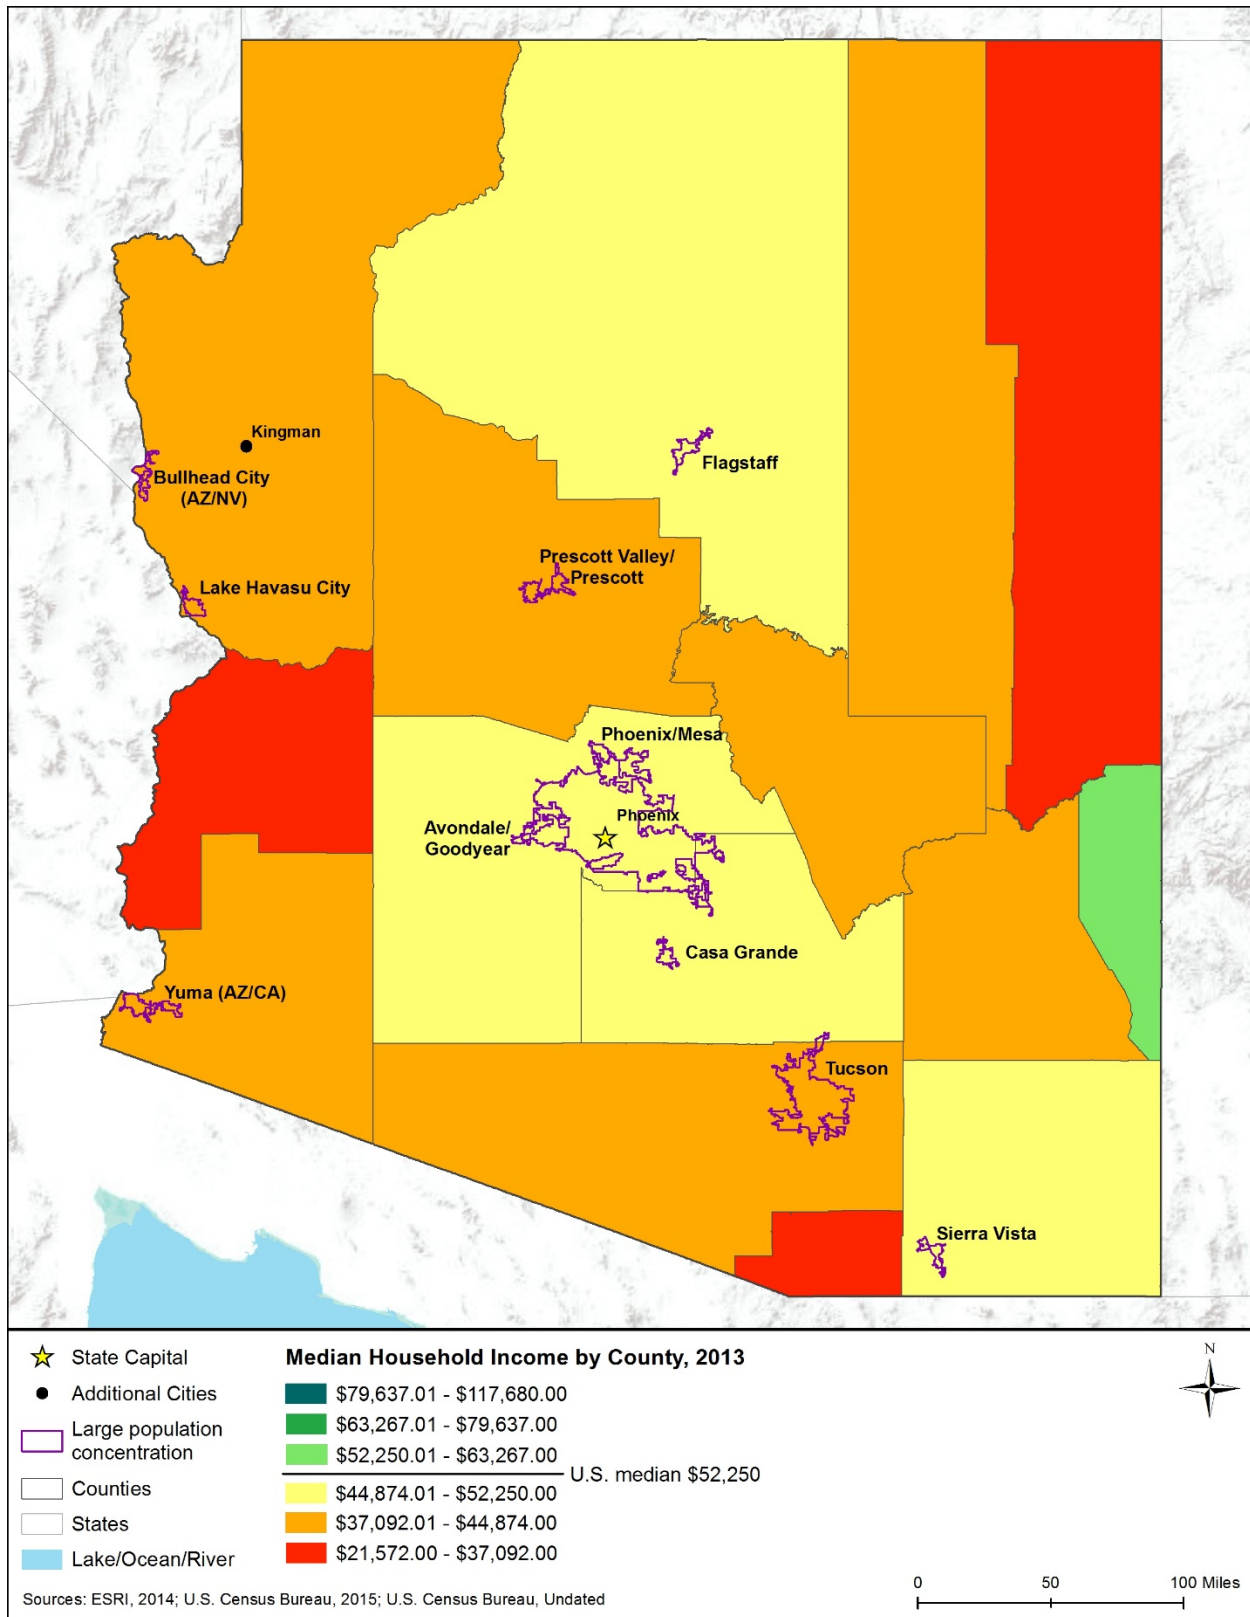 Kingman
Bullhead City
(AZ/NV)
Flagstaff
Prescott Valley/
Prescott
Lake Havasu City
Phoenix/Mesa
Phoenix
Avondale/
Goodyear
Casa Grande
Yuma (AZ/CA)
Tucson
Sierra Vista
State Capital
Additional Cities
Large population
concentration
Counties
States
Lake/Ocean/River
Median Household Income by County, 2013
$79,637.01 - $117,680.00
$63,267.01 - $79,637.00
$52,250.01 - $63,267.00
U.S. median $52,250
$44,874.01 - $52,250.00
$37,092.01 - $44,874.00
$21,572.00 - $37,092.00
N
Sources: ESRI, 2014; U.S. Census Bureau, 2015; U.S. Census Bureau, Undated
0 50 100 Miles